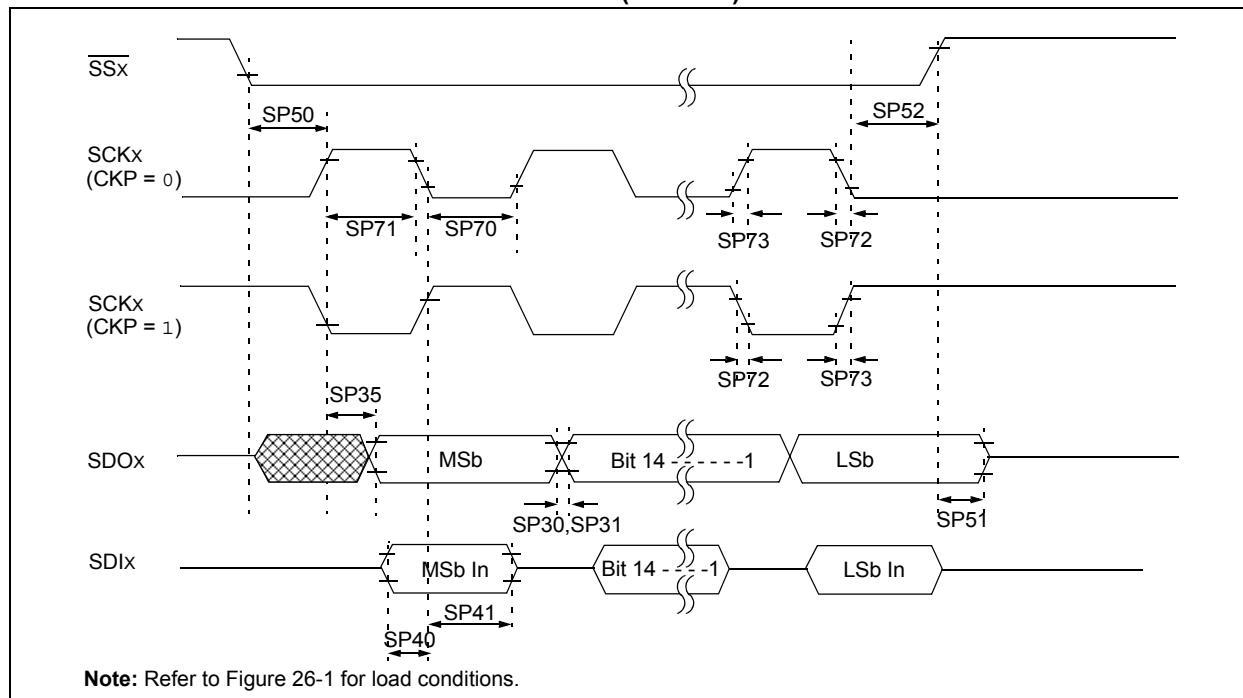 SSx
SP50
SP52
SCKx
(CKP = 0)
SP71
SP70
SP73
SP72
SCKx
(CKP = 1)
SP72
SP73
SP35
SDOx
MSb
Bit 14 - - - - - -1
LSb
SP30,SP31
SP51
SDIx
MSb In
Bit 14 - - - -1
LSb In
SP41
SP40
Note: Refer to Figure 26-1 for load conditions.